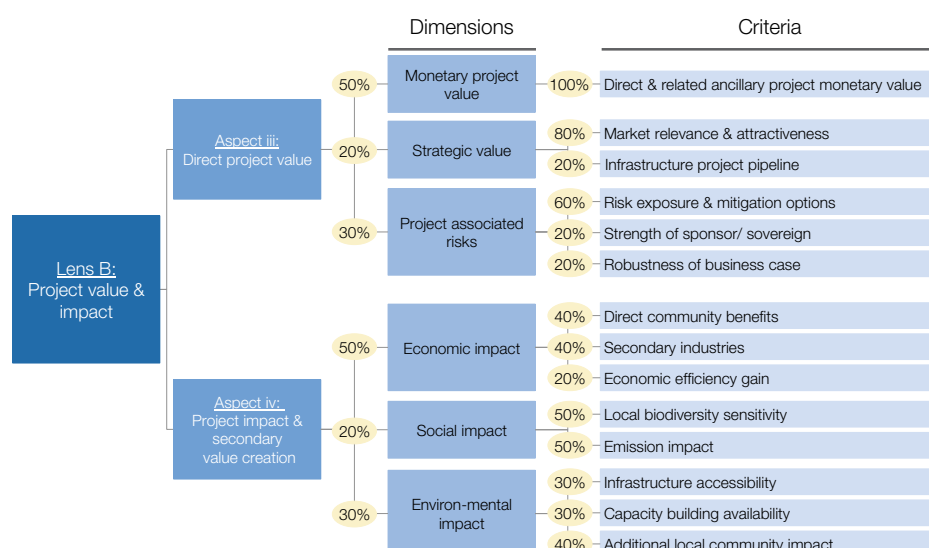 Dimensions
Criteria
Lens B:
Project value &
impact
Aspect iii:
Direct project value
50%
Monetary project
value
100%
Direct & related ancillary project monetary value
20%
Strategic value
80%
Market relevance & attractiveness
20%
Infrastructure project pipeline
30%
Project associated
risks
60%
Risk exposure & mitigation options
20%
Strength of sponsor/ sovereign
20%
Robustness of business case
Aspect iv:
Project impact &
secondary
value creation
50%
Economic impact
40%
Direct community benefits
40%
Secondary industries
20%
Economic efficiency gain
20%
Social impact
50%
Local biodiversity sensitivity
50%
Emission impact
30%
Environ-mental
impact
30%
Infrastructure accessibility
30%
Capacity building availability
40%
Additional local community impact